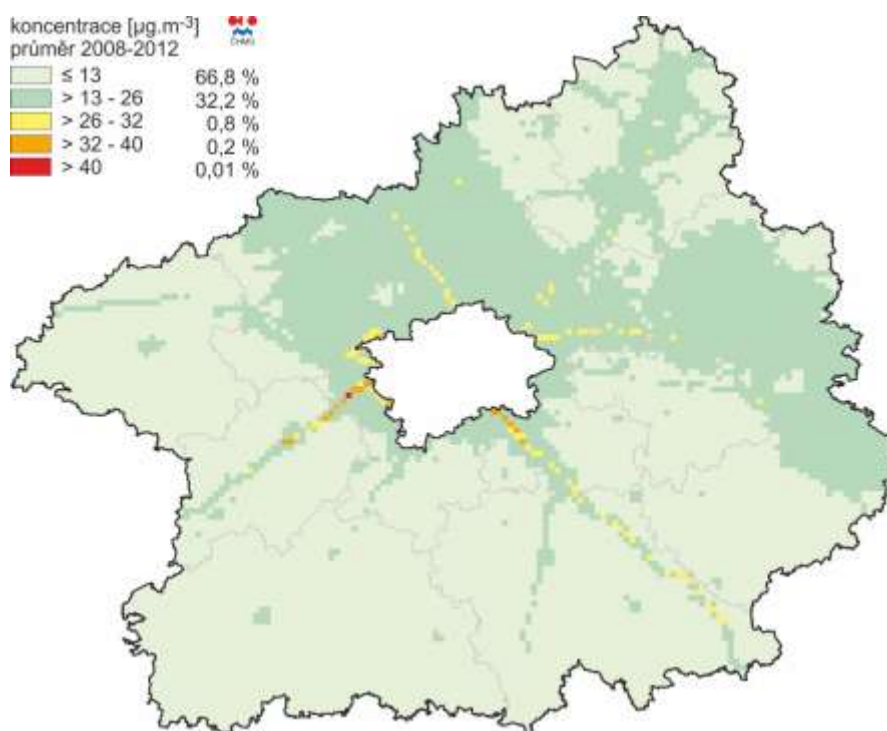 koncentrace [µg.m⁻³]
průměr 2008-2012
ČHMÚ
≤ 13 66,8 %
> 13 - 26 32,2 %
> 26 - 32 0,8 %
> 32 - 40 0,2 %
> 40 0,01 %